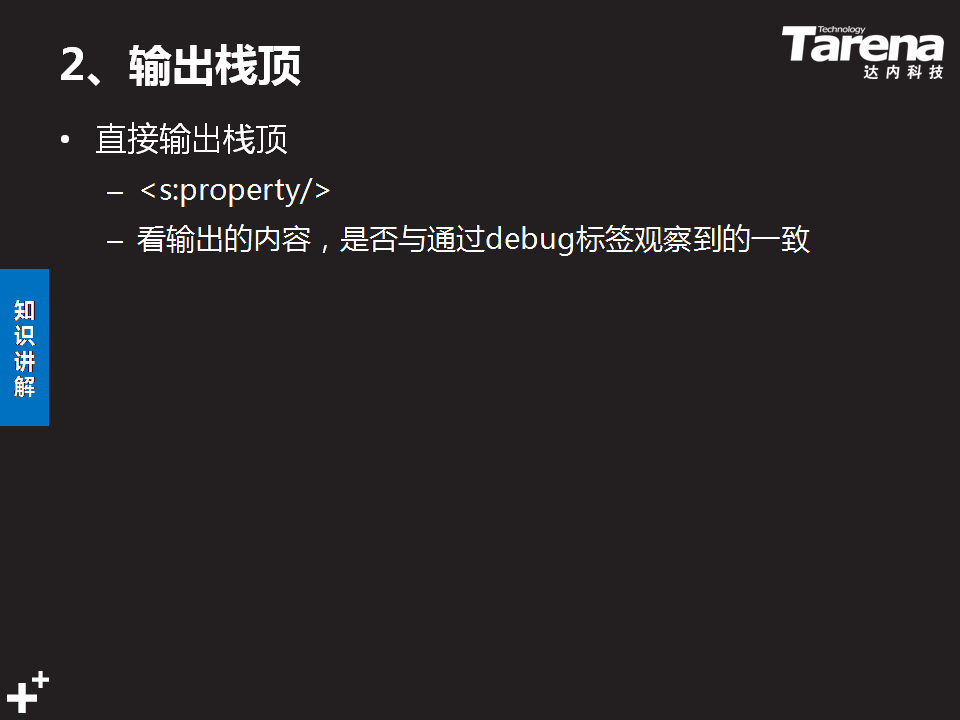 2、输出栈顶
Technology
Tarena
达内科技
• 直接输出栈顶
– <s:property/>
– 看输出的内容，是否与通过debug标签观察到的一致
知
识
讲
解